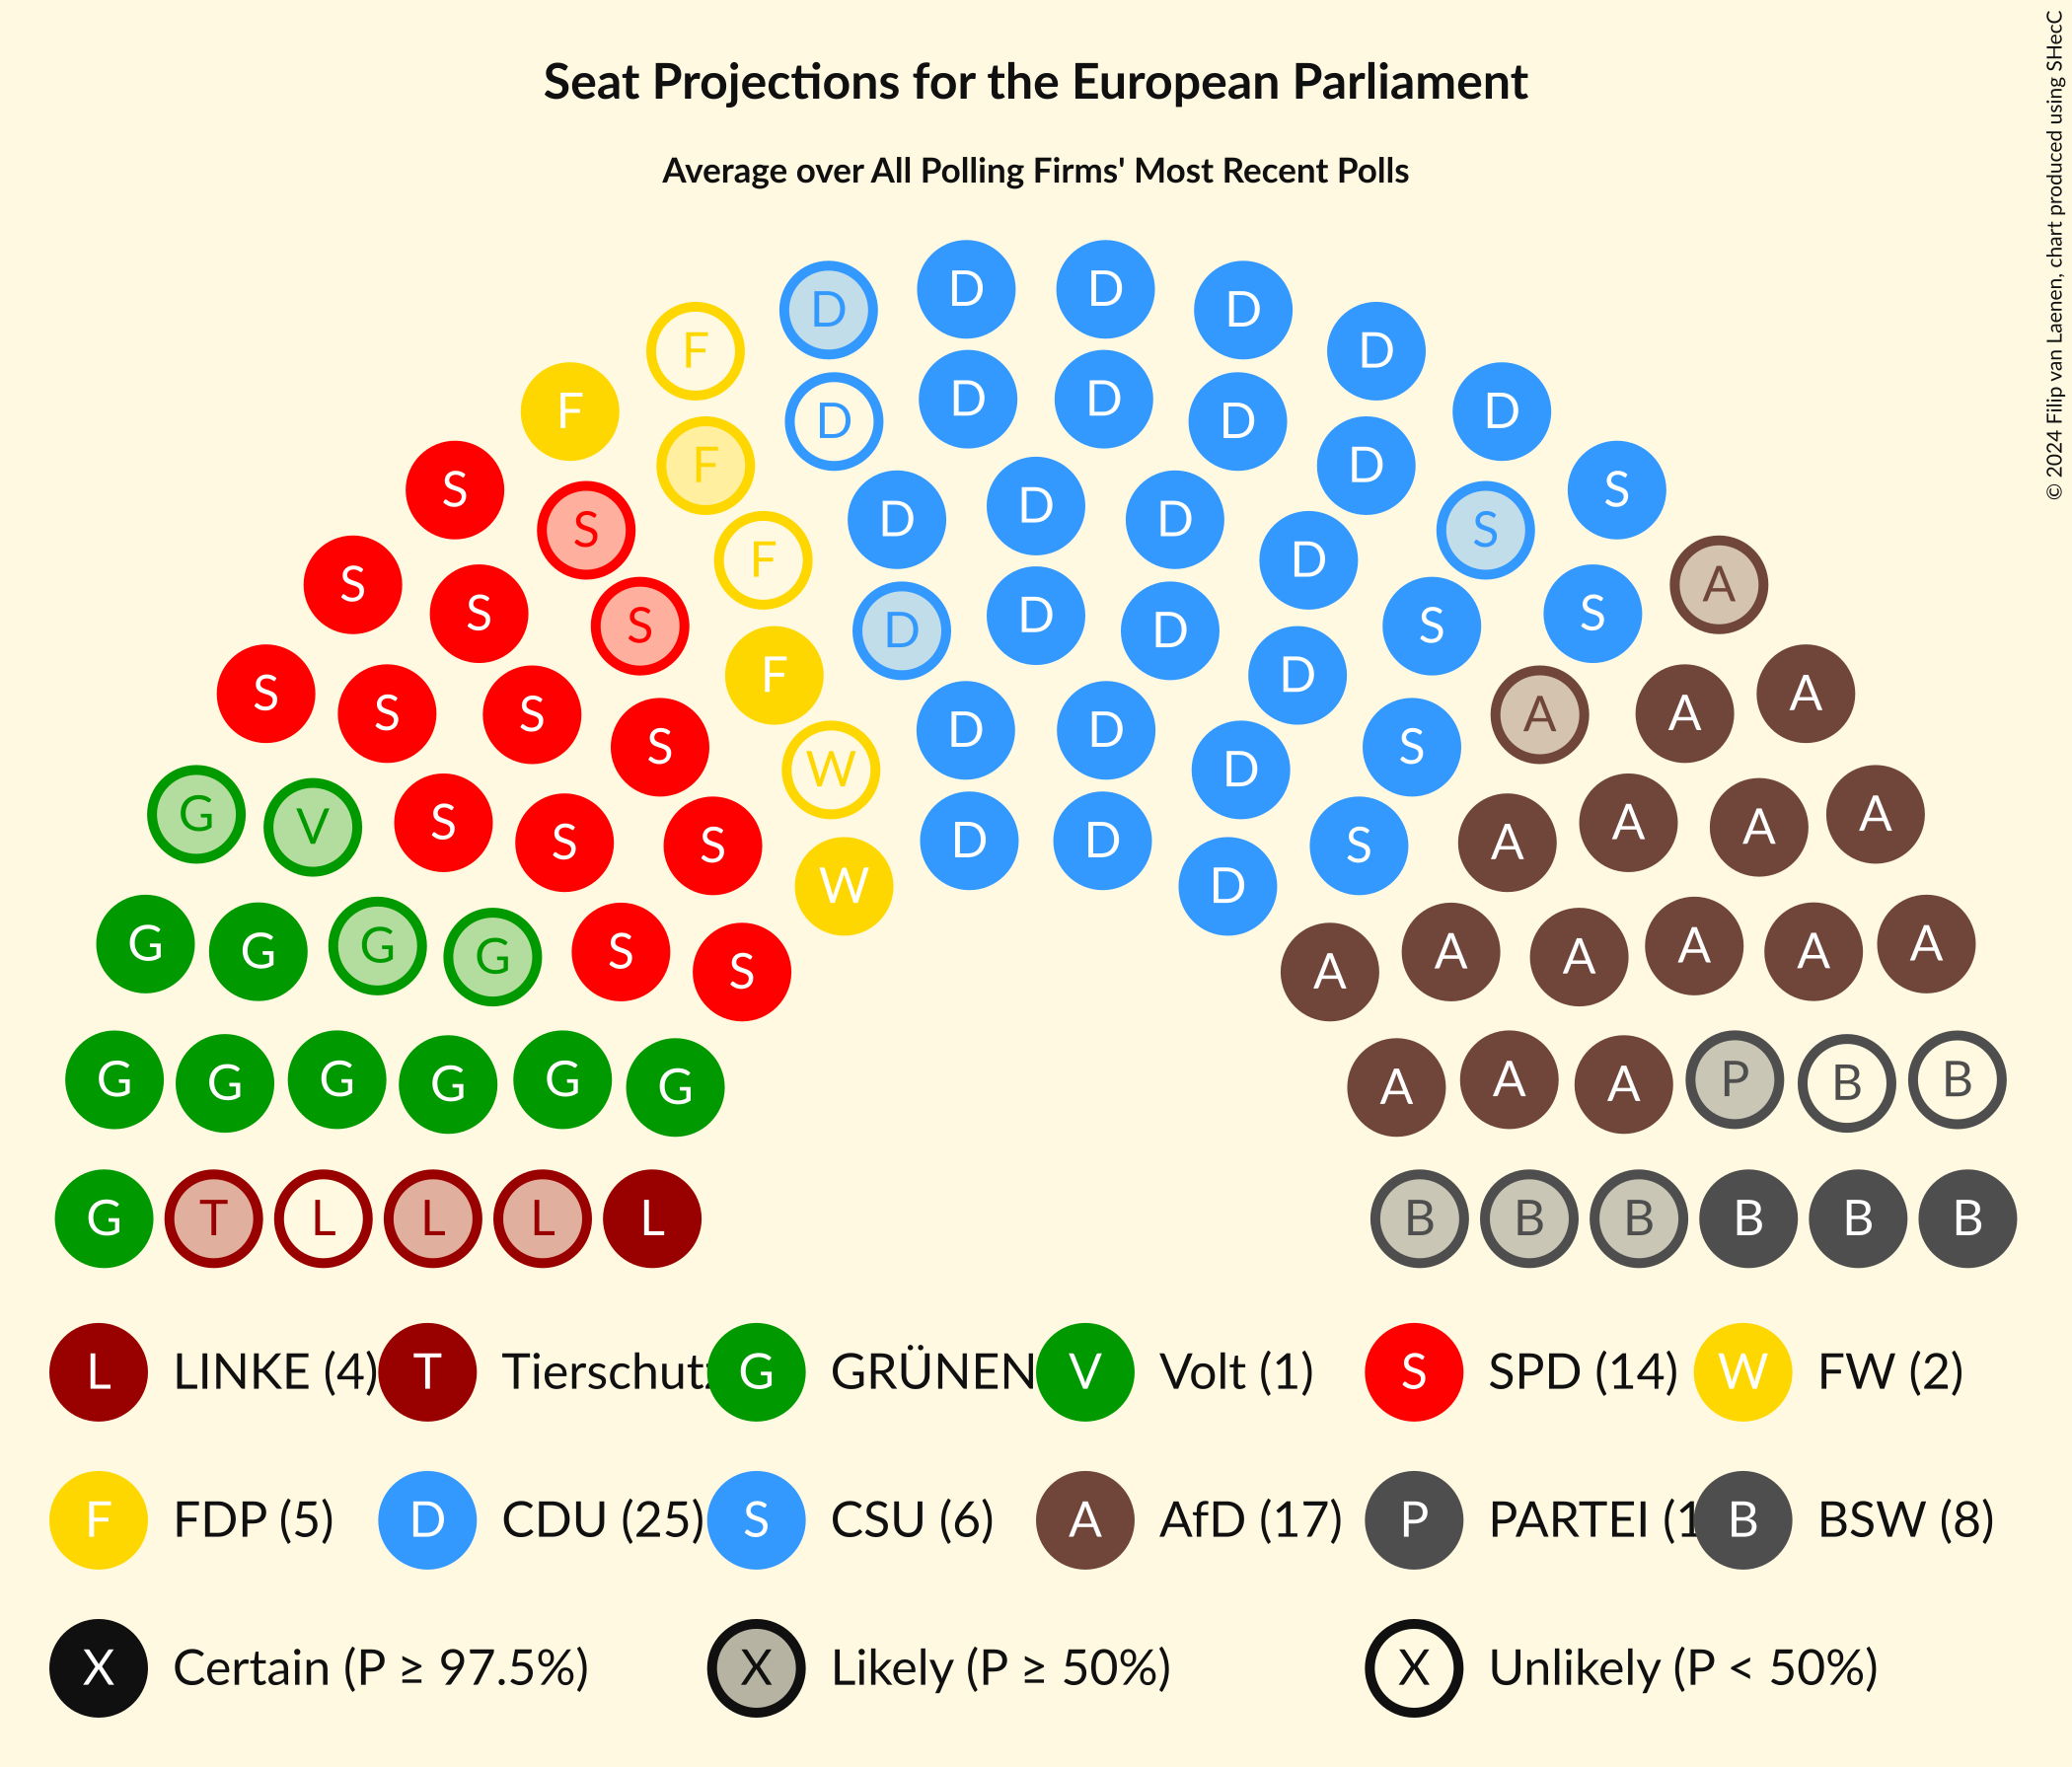 Seat Projections for the European Parliament
Average over All Polling Firms' Most Recent Polls
© 2024 Filip van Laenen, chart produced using SHecC
D D
D D
F D
D D
F D
D D
F D
S S
D
D D
S S
F D
S A
S D S
S D D S
F D
S A
S S A A
D D
S S
W D
G A
V S A A
S S D D S A
W D
G G G G S A A A A A
S A
G G G G G G A A A P B B
G T L L L L B B B B B B
L LINKE (4) T Tierschutz G GRÜNEN V Volt (1) S SPD (14) W FW (2)
F FDP (5) D CDU (25) S CSU (6) A AfD (17) P PARTEI (1 B BSW (8)
X Certain (P ≥ 97.5%) X Likely (P ≥ 50%) X Unlikely (P < 50%)